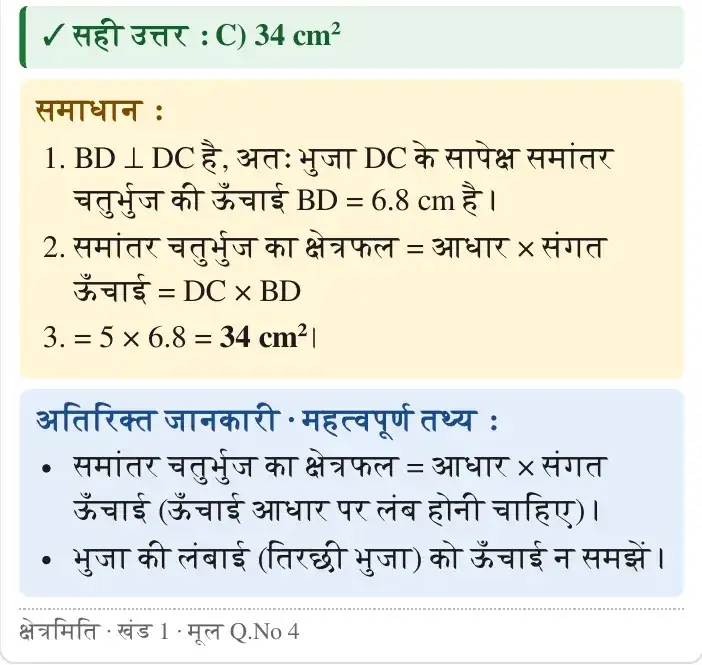 ✓ सही उत्तर : C) 34 cm²
समाधान :
1. BD ⊥ DC है, अतः भुजा DC के सापेक्ष समांतर
चतुर्भुज की ऊँचाई BD = 6.8 cm है।
2. समांतर चतुर्भुज का क्षेत्रफल = आधार × संगत
ऊँचाई = DC × BD
3. = 5 × 6.8 = 34 cm²।
अतिरिक्त जानकारी · महत्वपूर्ण तथ्य :
• समांतर चतुर्भुज का क्षेत्रफल = आधार × संगत
ऊँचाई (ऊँचाई आधार पर लंब होनी चाहिए)।
• भुजा की लंबाई (तिरछी भुजा) को ऊँचाई न समझें।
क्षेत्रमिति · खंड 1 · मूल Q.No 4